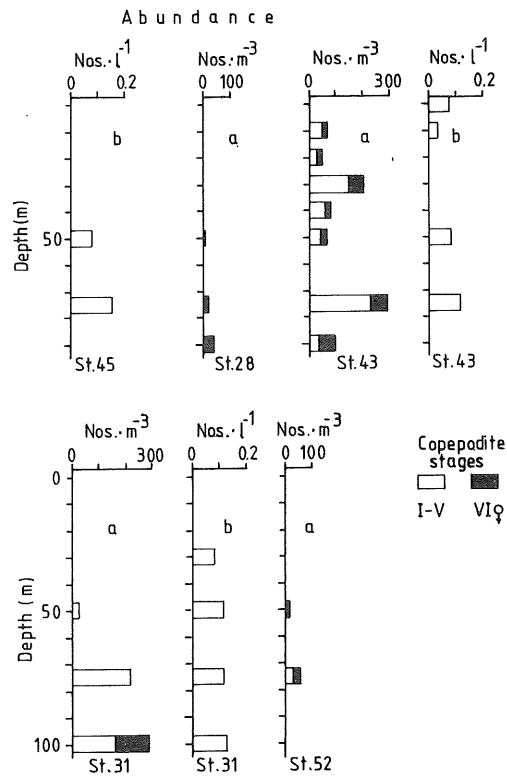 Abundance
Nos.·l⁻¹
Nos.·m⁻³
Nos.·m⁻³
Nos.·l⁻¹
0 0.2
0 100
0 300
0 0.2
b
a
a
b
50
Depth(m)
St.45
St.28
St.43
St.43
Nos.·m⁻³
Nos.·l⁻¹
Nos.·m⁻³
0 300
0 0.2
0 100
Copepodite
stages
I-V VI♀
0
a
b
a
50
Depth (m)
100
St.31
St.31
St.52